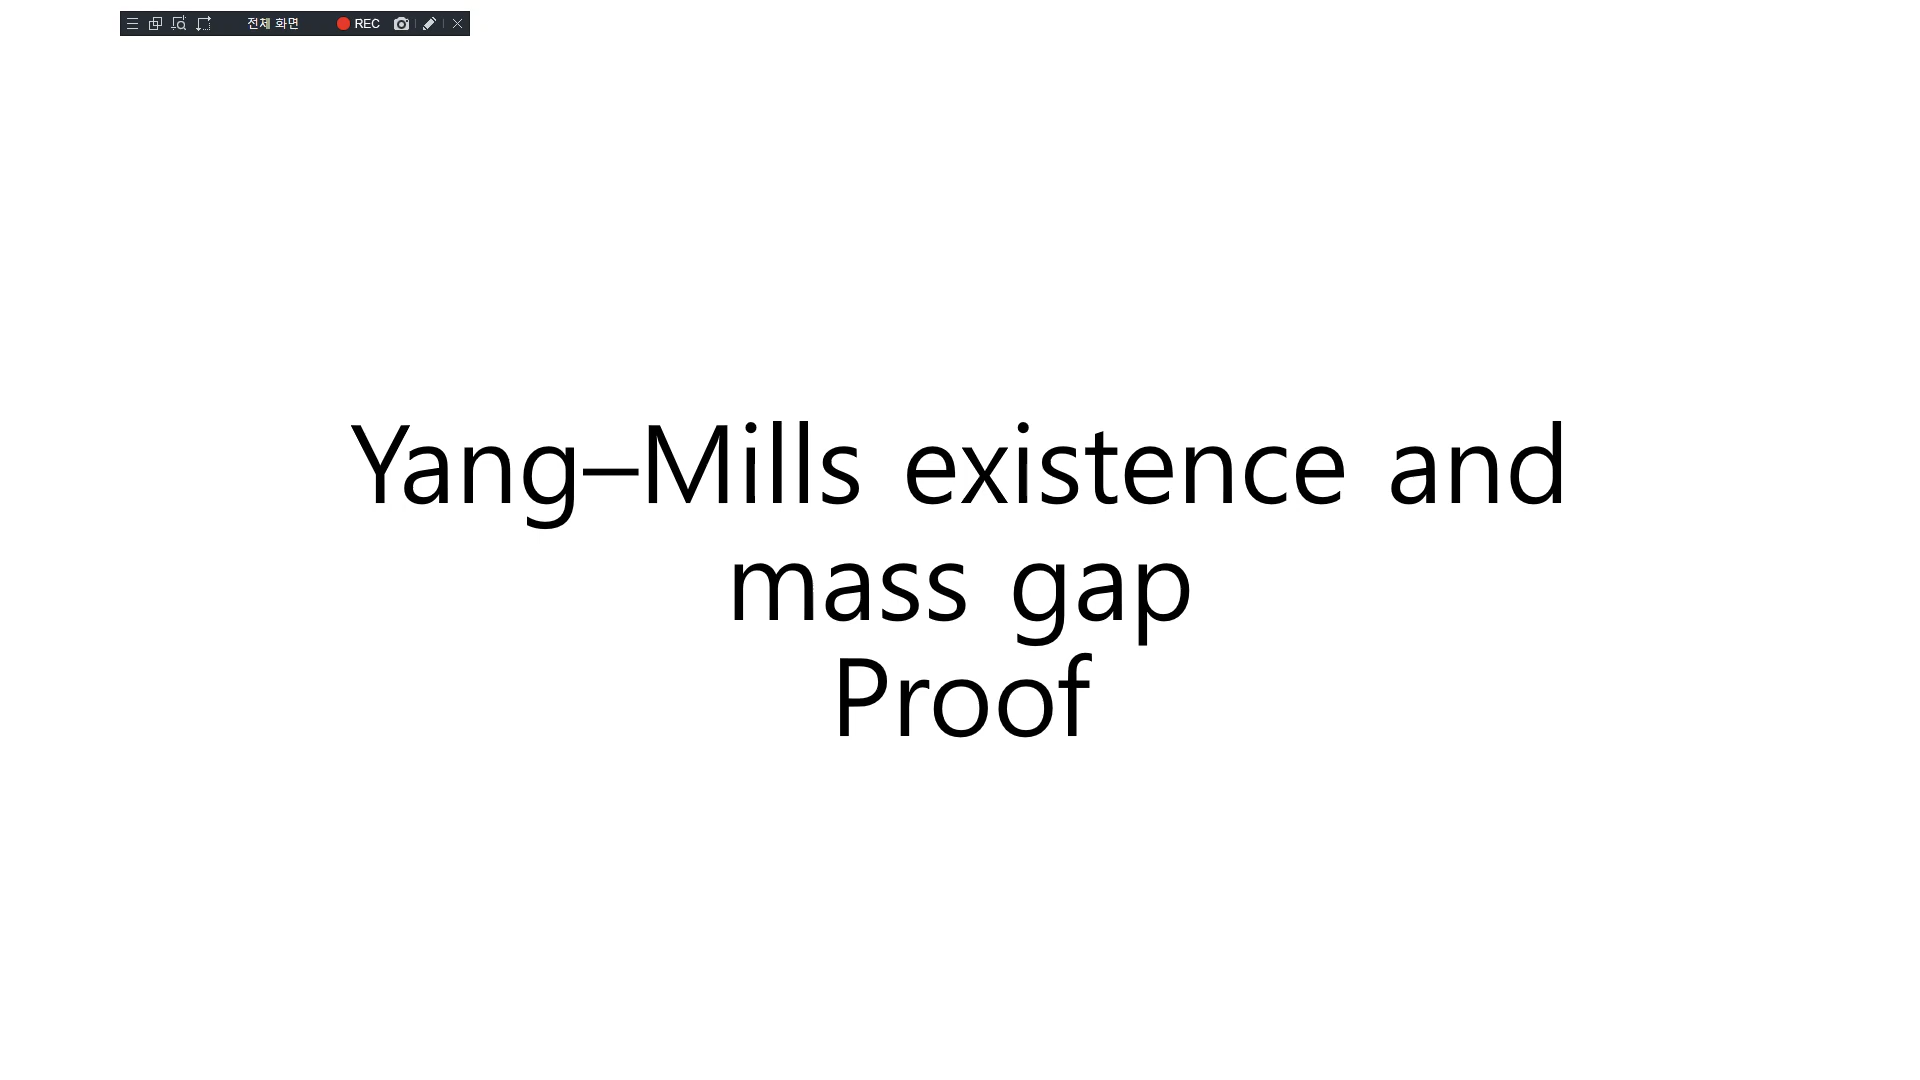 전체 화면 REC
Yang–Mills existence and
mass gap
Proof